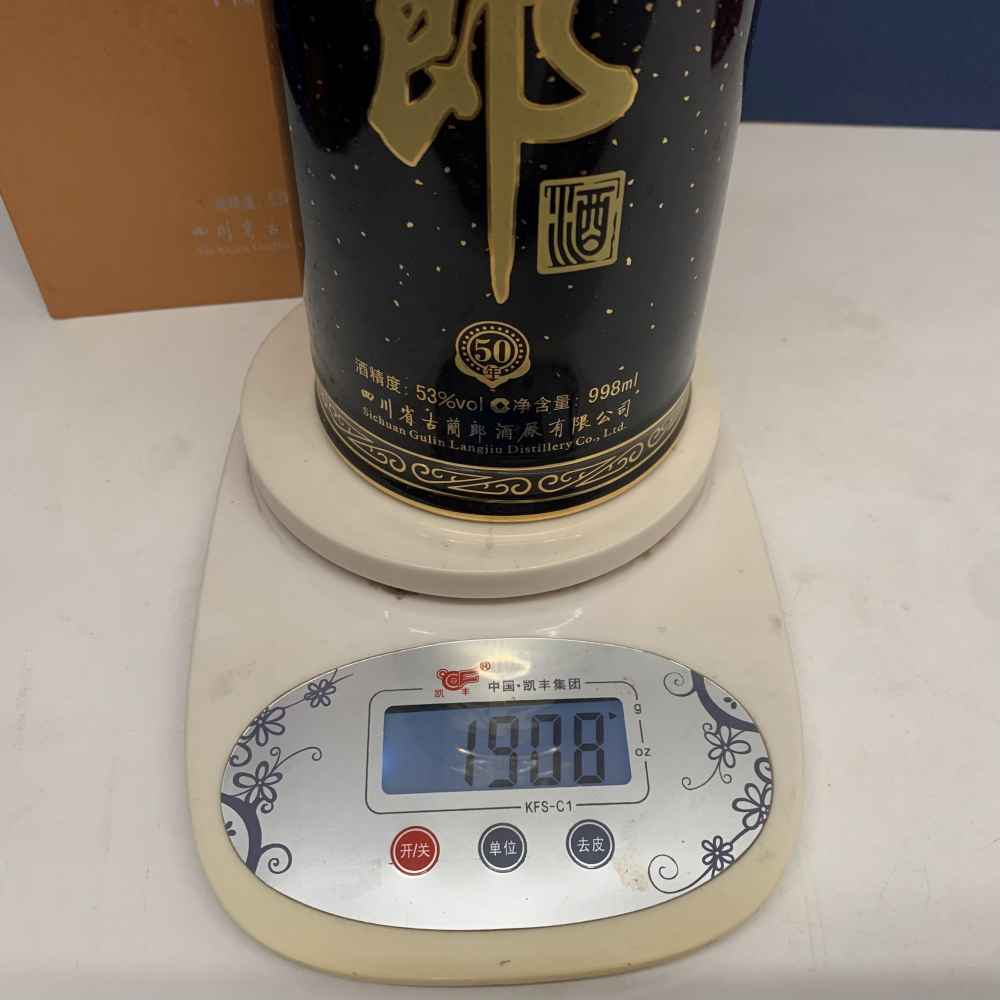 郎
酒
50
年
酒精度: 53%vol 净含量: 998ml
四川省古蘭郎酒厰有限公司
Sichuan Gulin Langjiu Distillery Co., Ltd.
凯丰
®
中国·凯丰集团
1908
g
oz
KFS-C1
开/关
单位
去皮